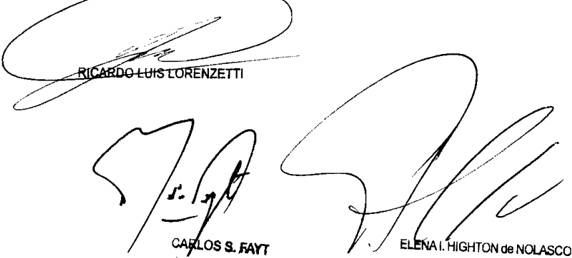 RICARDO LUIS LORENZETTI
CARLOS S. FAYT
ELENA I. HIGHTON de NOLASCO